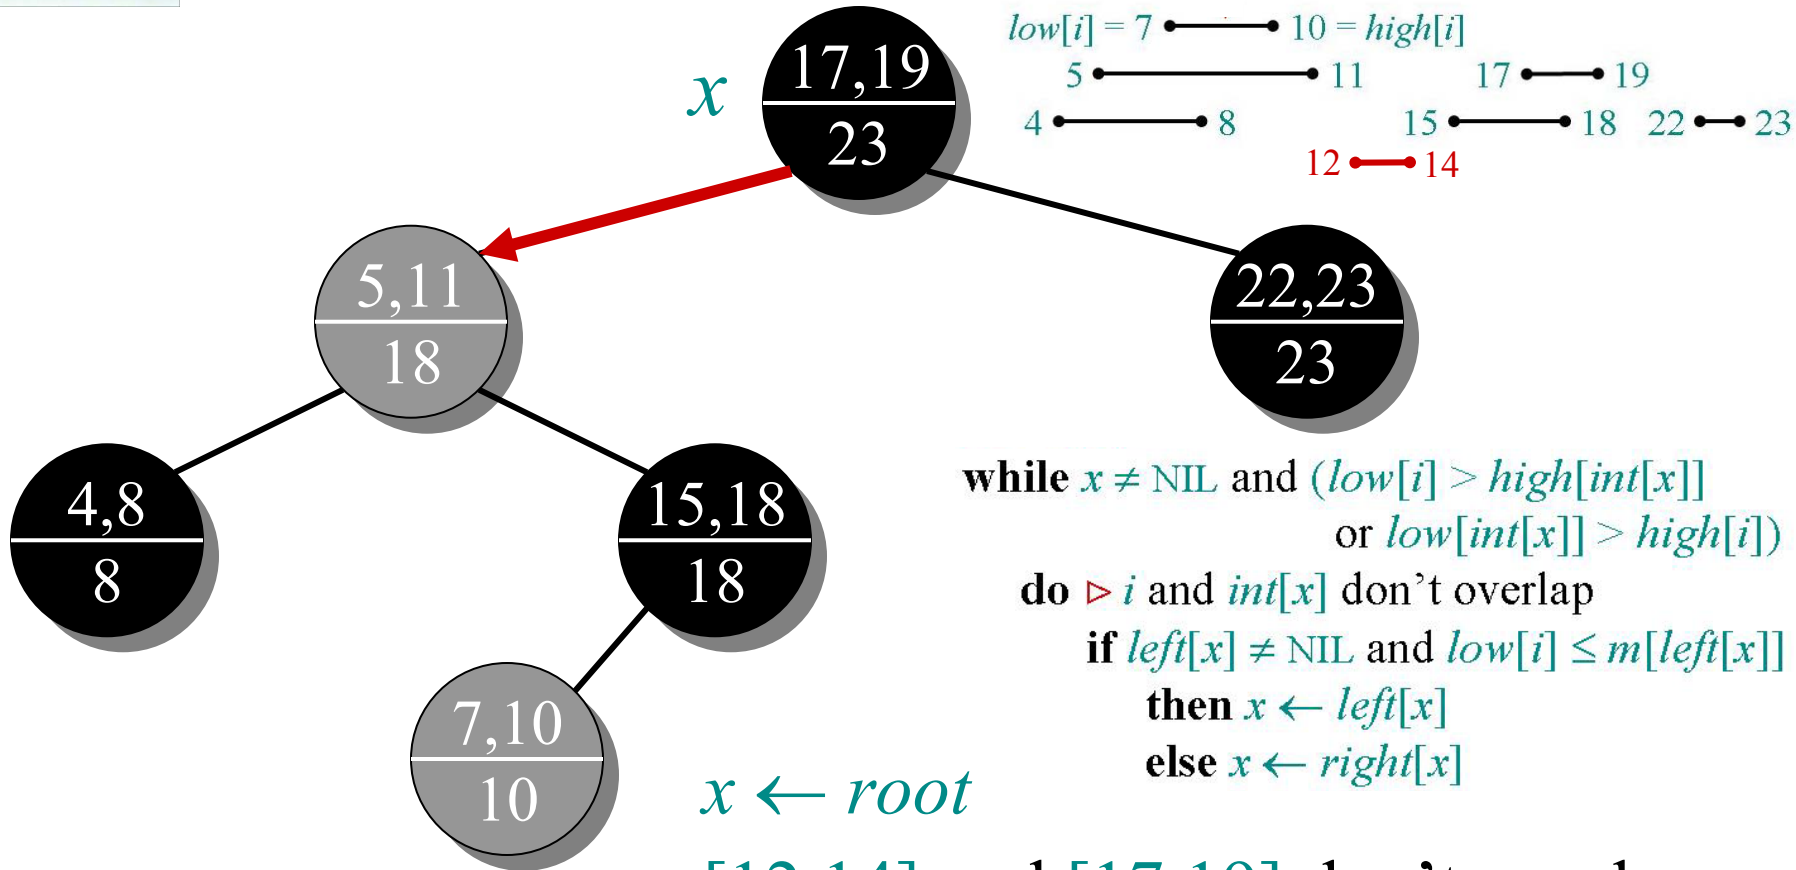 low[i] = 7 10 = high[i]
5 11 17 19
4 8 15 18 22 23
12 14
x
17,19
23
5,11
18
22,23
23
4,8
8
15,18
18
7,10
10
while x ≠ NIL and (low[i] > high[int[x]]
or low[int[x]] > high[i])
do ▷ i and int[x] don't overlap
if left[x] ≠ NIL and low[i] ≤ m[left[x]]
then x ← left[x]
else x ← right[x]
x ← root